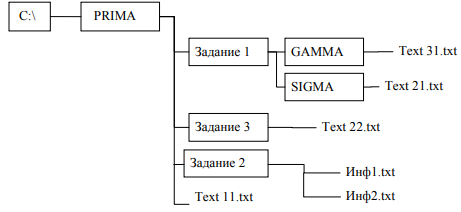 C:\ PRIMA
Задание 1 GAMMA Text 31.txt
SIGMA Text 21.txt
Задание 3 Text 22.txt
Задание 2
Инф1.txt
Text 11.txt Инф2.txt